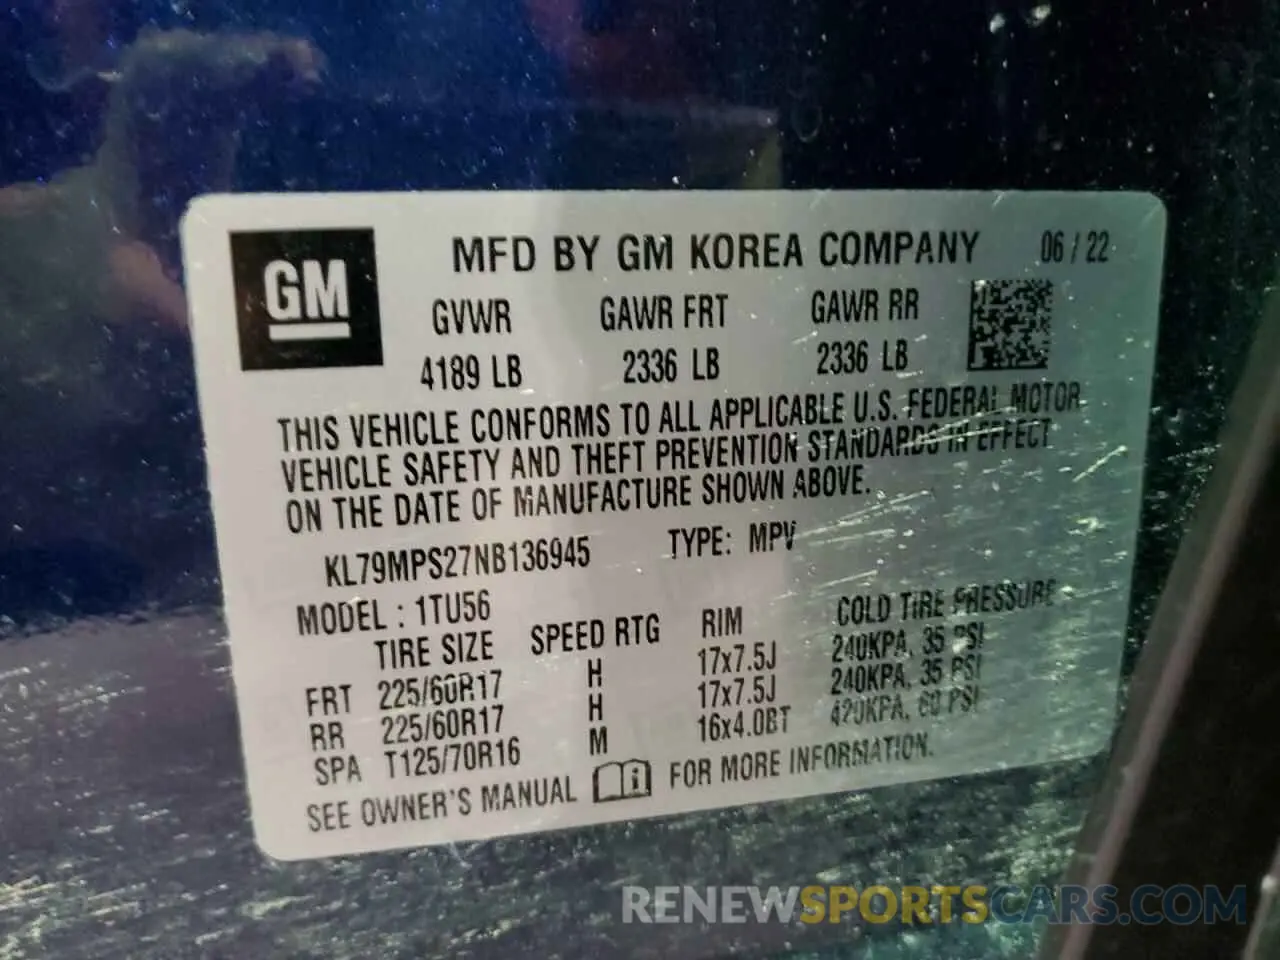 GM
MFD BY GM KOREA COMPANY 06 / 22
GVWR GAWR FRT GAWR RR
4189 LB 2336 LB 2336 LB
THIS VEHICLE CONFORMS TO ALL APPLICABLE U.S. FEDERAL MOTOR
VEHICLE SAFETY AND THEFT PREVENTION STANDARDS IN EFFECT
ON THE DATE OF MANUFACTURE SHOWN ABOVE.
KL79MPS27NB136945 TYPE: MPV
MODEL : 1TU56
TIRE SIZE SPEED RTG RIM COLD TIRE PRESSURE
FRT 225/60R17 H 17x7.5J 240KPA, 35 PSI
RR 225/60R17 H 17x7.5J 240KPA, 35 PSI
SPA T125/70R16 M 16x4.0BT 420KPA, 60 PSI
SEE OWNER'S MANUAL i FOR MORE INFORMATION.
RENEWSPORTSCARS.COM